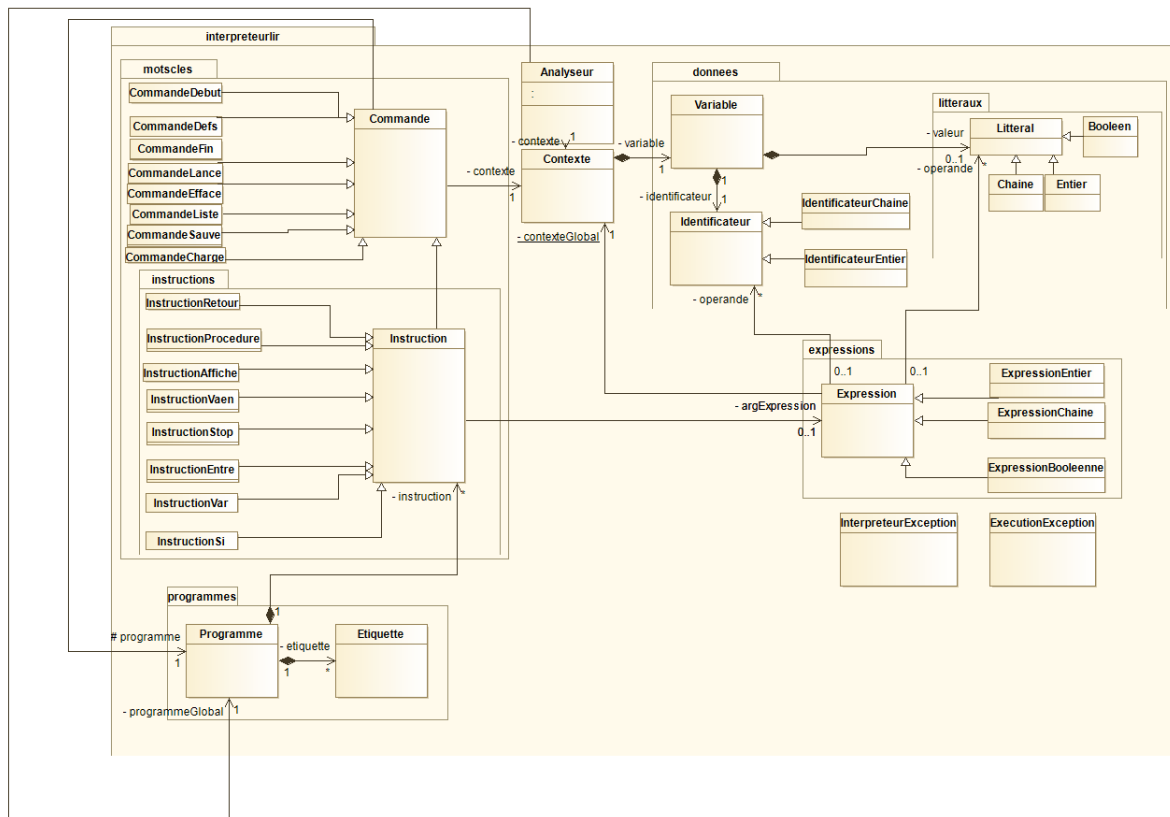 interpreteurlir
motscles
CommandeDebut
CommandeDefs
CommandeFin
CommandeLance
CommandeEfface
CommandeListe
CommandeSauve
CommandeCharge
Commande
- contexte
1
Analyseur
:
- contexte
1
Contexte
- variable
1
- contexteGlobal
1
donnees
Variable
1
- identificateur
1
Identificateur
IdentificateurChaine
IdentificateurEntier
- operande
*
litteraux
- valeur
0..1
Litteral
Booleen
*
- operande
Chaine
Entier
instructions
InstructionRetour
InstructionProcedure
InstructionAffiche
InstructionVaen
InstructionStop
InstructionEntre
InstructionVar
InstructionSi
Instruction
- instruction
*
expressions
0..1
0..1
- argExpression
0..1
Expression
ExpressionEntier
ExpressionChaine
ExpressionBooleenne
InterpreteurException
ExecutionException
programmes
1
# programme
1
Programme
- etiquette
1
*
Etiquette
- programmeGlobal
1